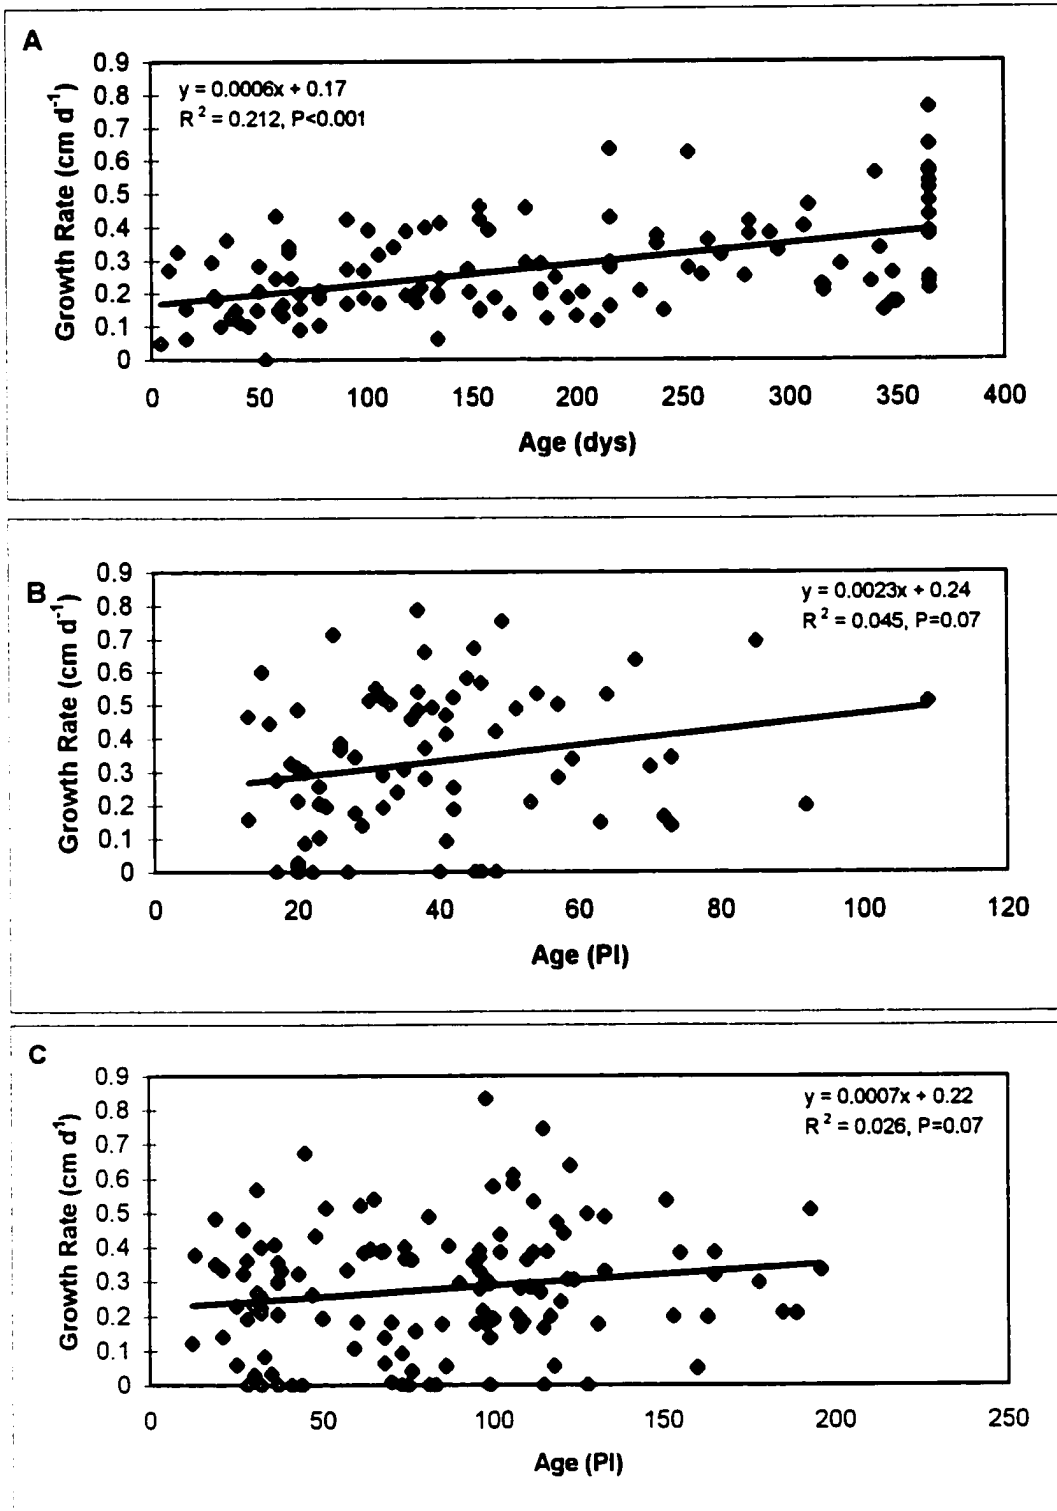 A
y = 0.0006x + 0.17
R² = 0.212, P<0.001
Growth Rate (cm d⁻¹)
0.9
0.8
0.7
0.6
0.5
0.4
0.3
0.2
0.1
0
0 50 100 150 200 250 300 350 400
Age (dys)
B
y = 0.0023x + 0.24
R² = 0.045, P=0.07
Growth Rate (cm d⁻¹)
0.9
0.8
0.7
0.6
0.5
0.4
0.3
0.2
0.1
0
0 20 40 60 80 100 120
Age (PI)
C
y = 0.0007x + 0.22
R² = 0.026, P=0.07
Growth Rate (cm d¹)
0.9
0.8
0.7
0.6
0.5
0.4
0.3
0.2
0.1
0
0 50 100 150 200 250
Age (PI)